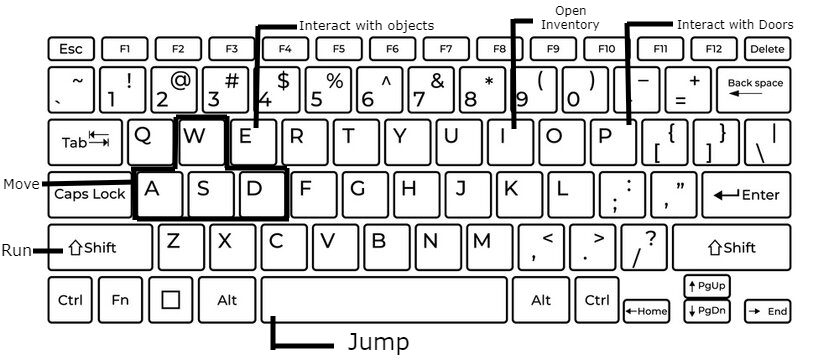 Interact with objects
Open
Inventory
Interact with Doors
Esc F1 F2 F3 F4 F5 F6 F7 F8 F9 F10 F11 F12 Delete
~ ! @ # $ % ^ & * ( ) – + Back space
` 1 2 3 4 5 6 7 8 9 0 =
Tab Q W E R T Y U I O P { } |
[ ] \
Move
Caps Lock A S D F G H J K L : " Enter
; ,
Run
Shift Z X C V B N M < > ? Shift
, . /
Ctrl Fn Alt Alt Ctrl Home PgUp PgDn End
Jump